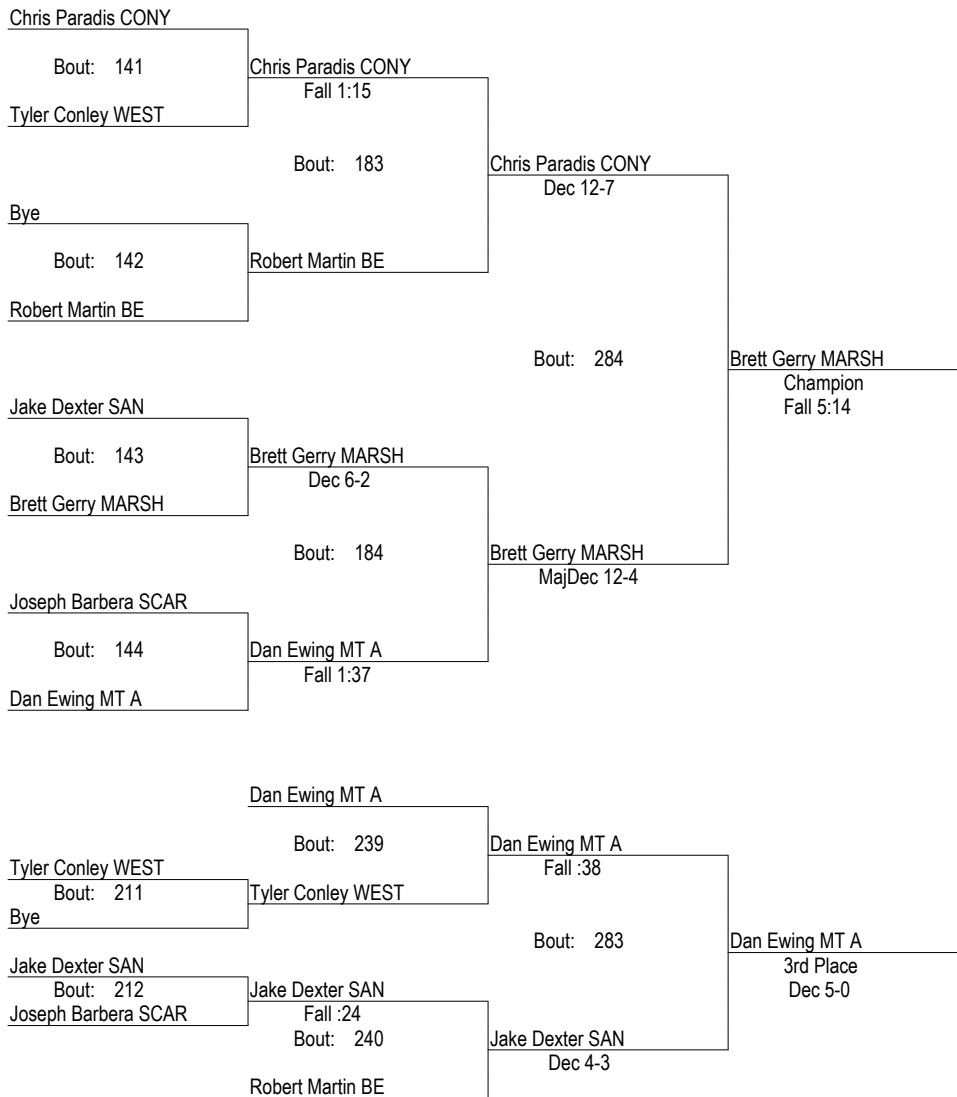 Chris Paradis CONY
Bout: 141
Chris Paradis CONY
Fall 1:15
Tyler Conley WEST
Bout: 183
Chris Paradis CONY
Dec 12-7
Bye
Bout: 142
Robert Martin BE
Robert Martin BE
Bout: 284
Brett Gerry MARSH
Champion
Fall 5:14
Jake Dexter SAN
Bout: 143
Brett Gerry MARSH
Dec 6-2
Brett Gerry MARSH
Bout: 184
Brett Gerry MARSH
MajDec 12-4
Joseph Barbera SCAR
Bout: 144
Dan Ewing MT A
Fall 1:37
Dan Ewing MT A
Dan Ewing MT A
Bout: 239
Dan Ewing MT A
Fall :38
Tyler Conley WEST
Bout: 211
Tyler Conley WEST
Bye
Bout: 283
Dan Ewing MT A
3rd Place
Dec 5-0
Jake Dexter SAN
Bout: 212
Jake Dexter SAN
Fall :24
Joseph Barbera SCAR
Bout: 240
Jake Dexter SAN
Dec 4-3
Robert Martin BE